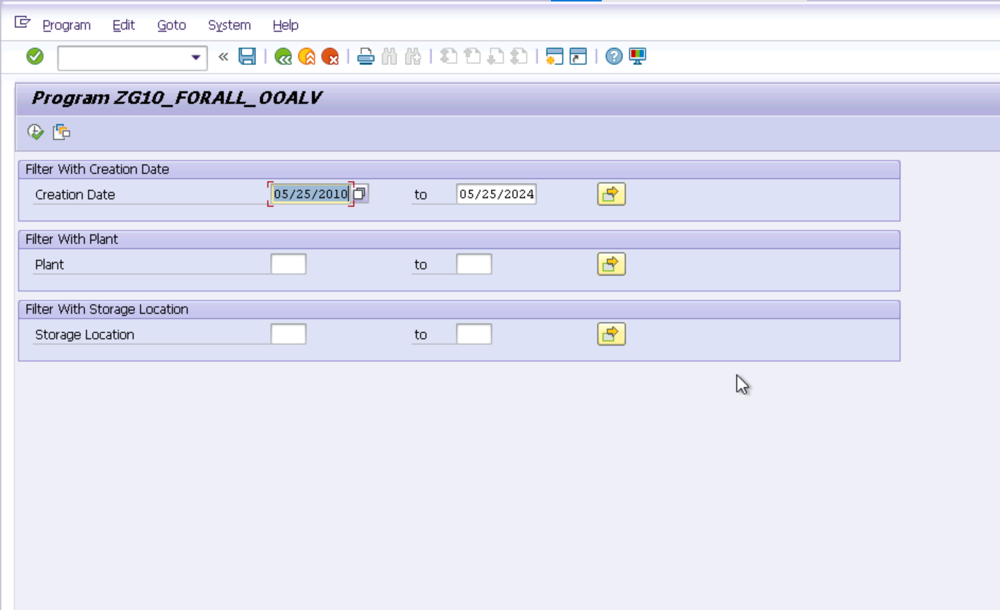 Program Edit Goto System Help
Program ZG10_FORALL_OOALV
Filter With Creation Date
Creation Date 05/25/2010 to 05/25/2024
Filter With Plant
Plant to
Filter With Storage Location
Storage Location to